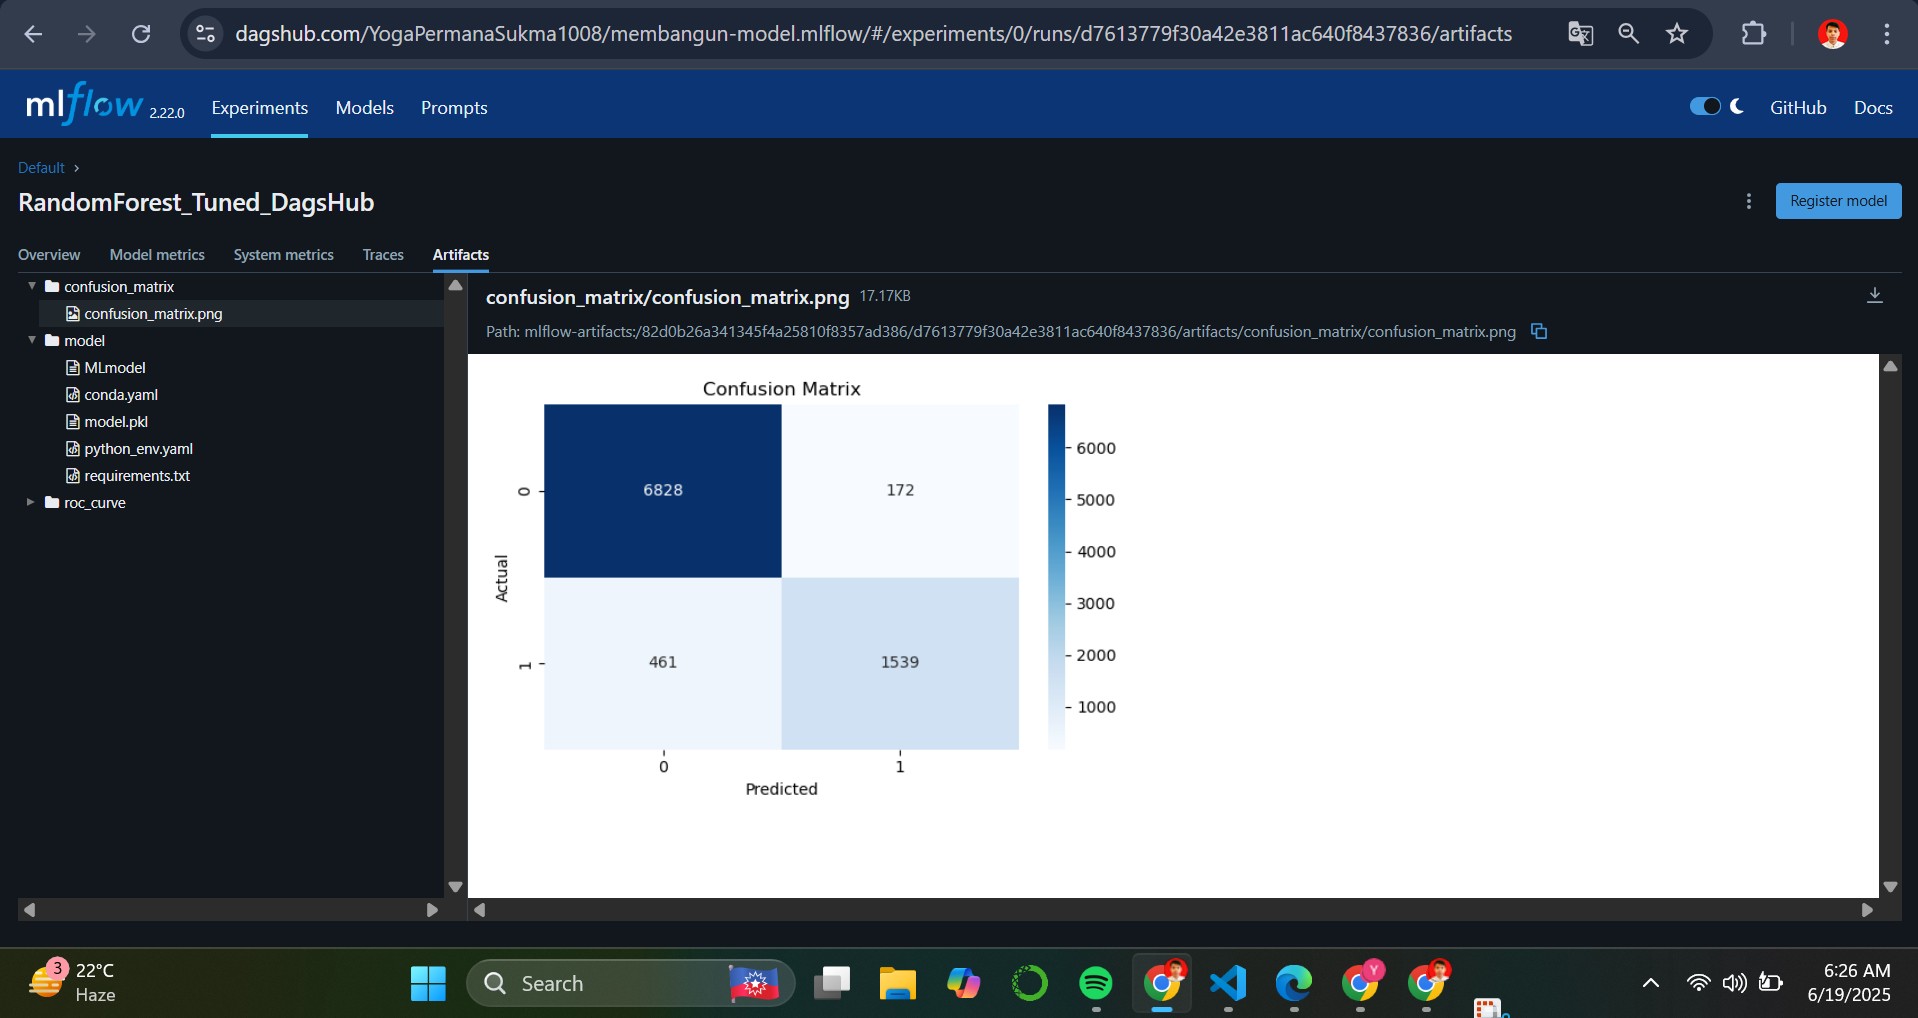 dagshub.com/YogaPermanaSukma1008/membangun-model.mlflow/#/experiments/0/runs/d7613779f30a42e3811ac640f8437836/artifacts
mlflow 2.22.0 Experiments Models Prompts GitHub Docs
Default ›
RandomForest_Tuned_DagsHub
Register model
Overview Model metrics System metrics Traces Artifacts
confusion_matrix
confusion_matrix.png
model
MLmodel
conda.yaml
model.pkl
python_env.yaml
requirements.txt
roc_curve
confusion_matrix/confusion_matrix.png 17.17KB
Path: mlflow-artifacts:/82d0b26a341345f4a25810f8357ad386/d7613779f30a42e3811ac640f8437836/artifacts/confusion_matrix/confusion_matrix.png
Confusion Matrix
0 6828 172
1 461 1539
Actual
0 1
Predicted
6000
5000
4000
3000
2000
1000
3
22°C
Haze
Search
Y
6:26 AM
6/19/2025